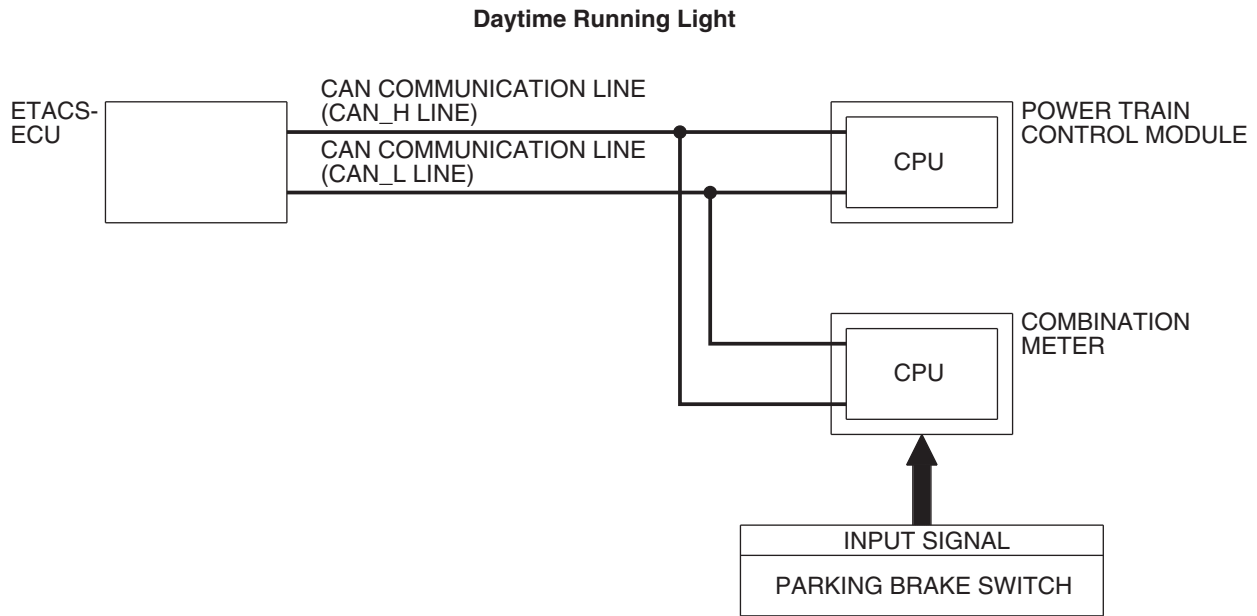 Daytime Running Light
ETACS-
ECU
CAN COMMUNICATION LINE
(CAN_H LINE)
CAN COMMUNICATION LINE
(CAN_L LINE)
CPU
POWER TRAIN
CONTROL MODULE
CPU
COMBINATION
METER
INPUT SIGNAL
PARKING BRAKE SWITCH